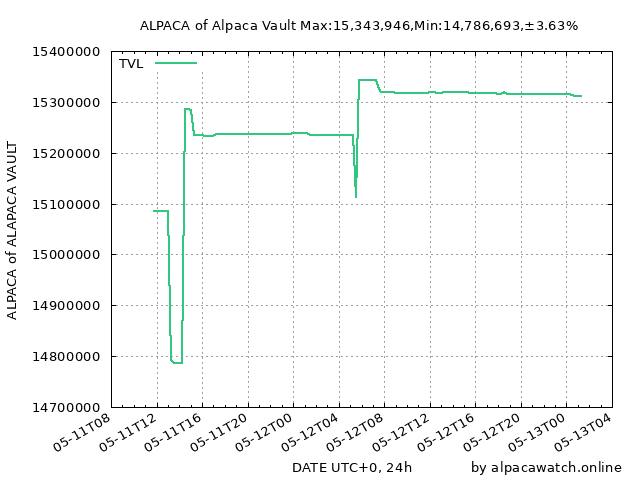 ALPACA of Alpaca Vault Max:15,343,946,Min:14,786,693,±3.63%
TVL
ALPACA of ALAPACA VAULT
15400000
15300000
15200000
15100000
15000000
14900000
14800000
14700000
05-11T08
05-11T12
05-11T16
05-11T20
05-12T00
05-12T04
05-12T08
05-12T12
05-12T16
05-12T20
05-13T00
05-13T04
DATE UTC+0, 24h
by alpacawatch.online